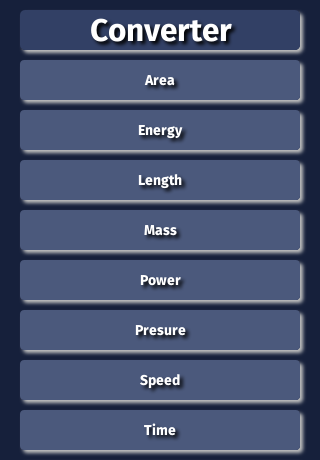 Converter
Area
Energy
Length
Mass
Power
Presure
Speed
Time